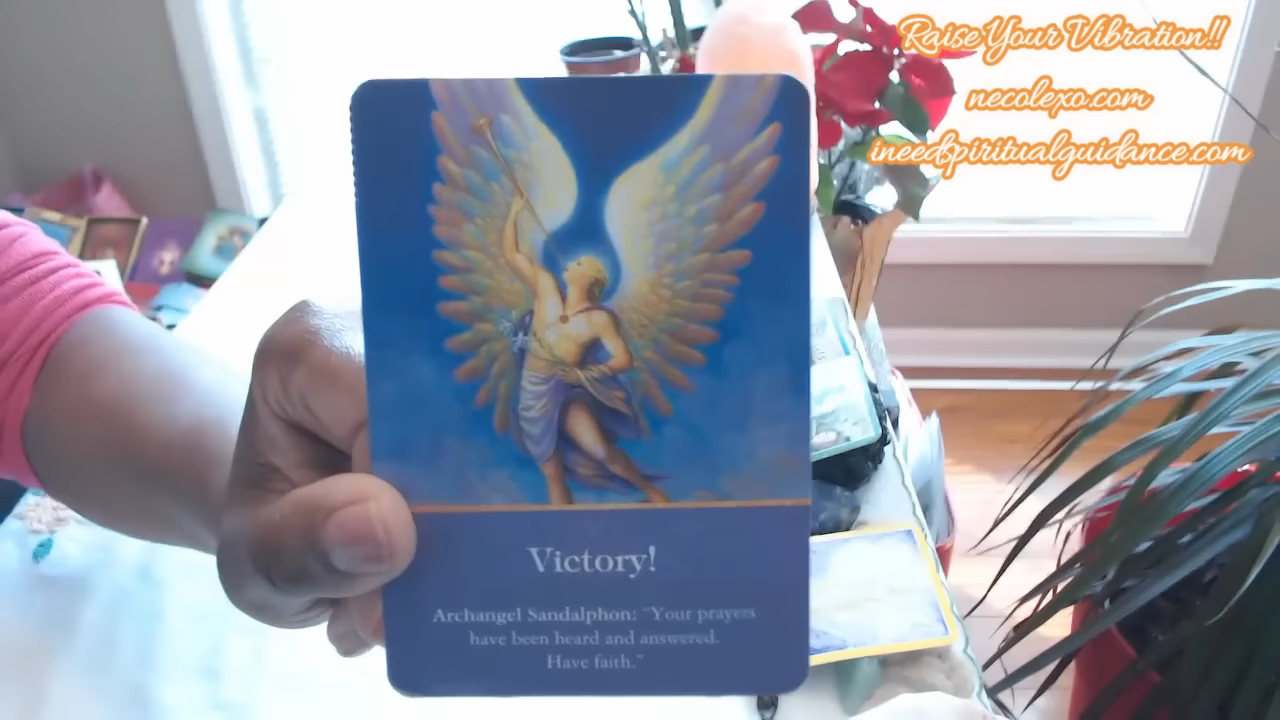 Raise Your Vibration!!
necolexo.com
ineedspiritualguidance.com
Victory!
Archangel Sandalphon: "Your prayers
have been heard and answered.
Have faith."